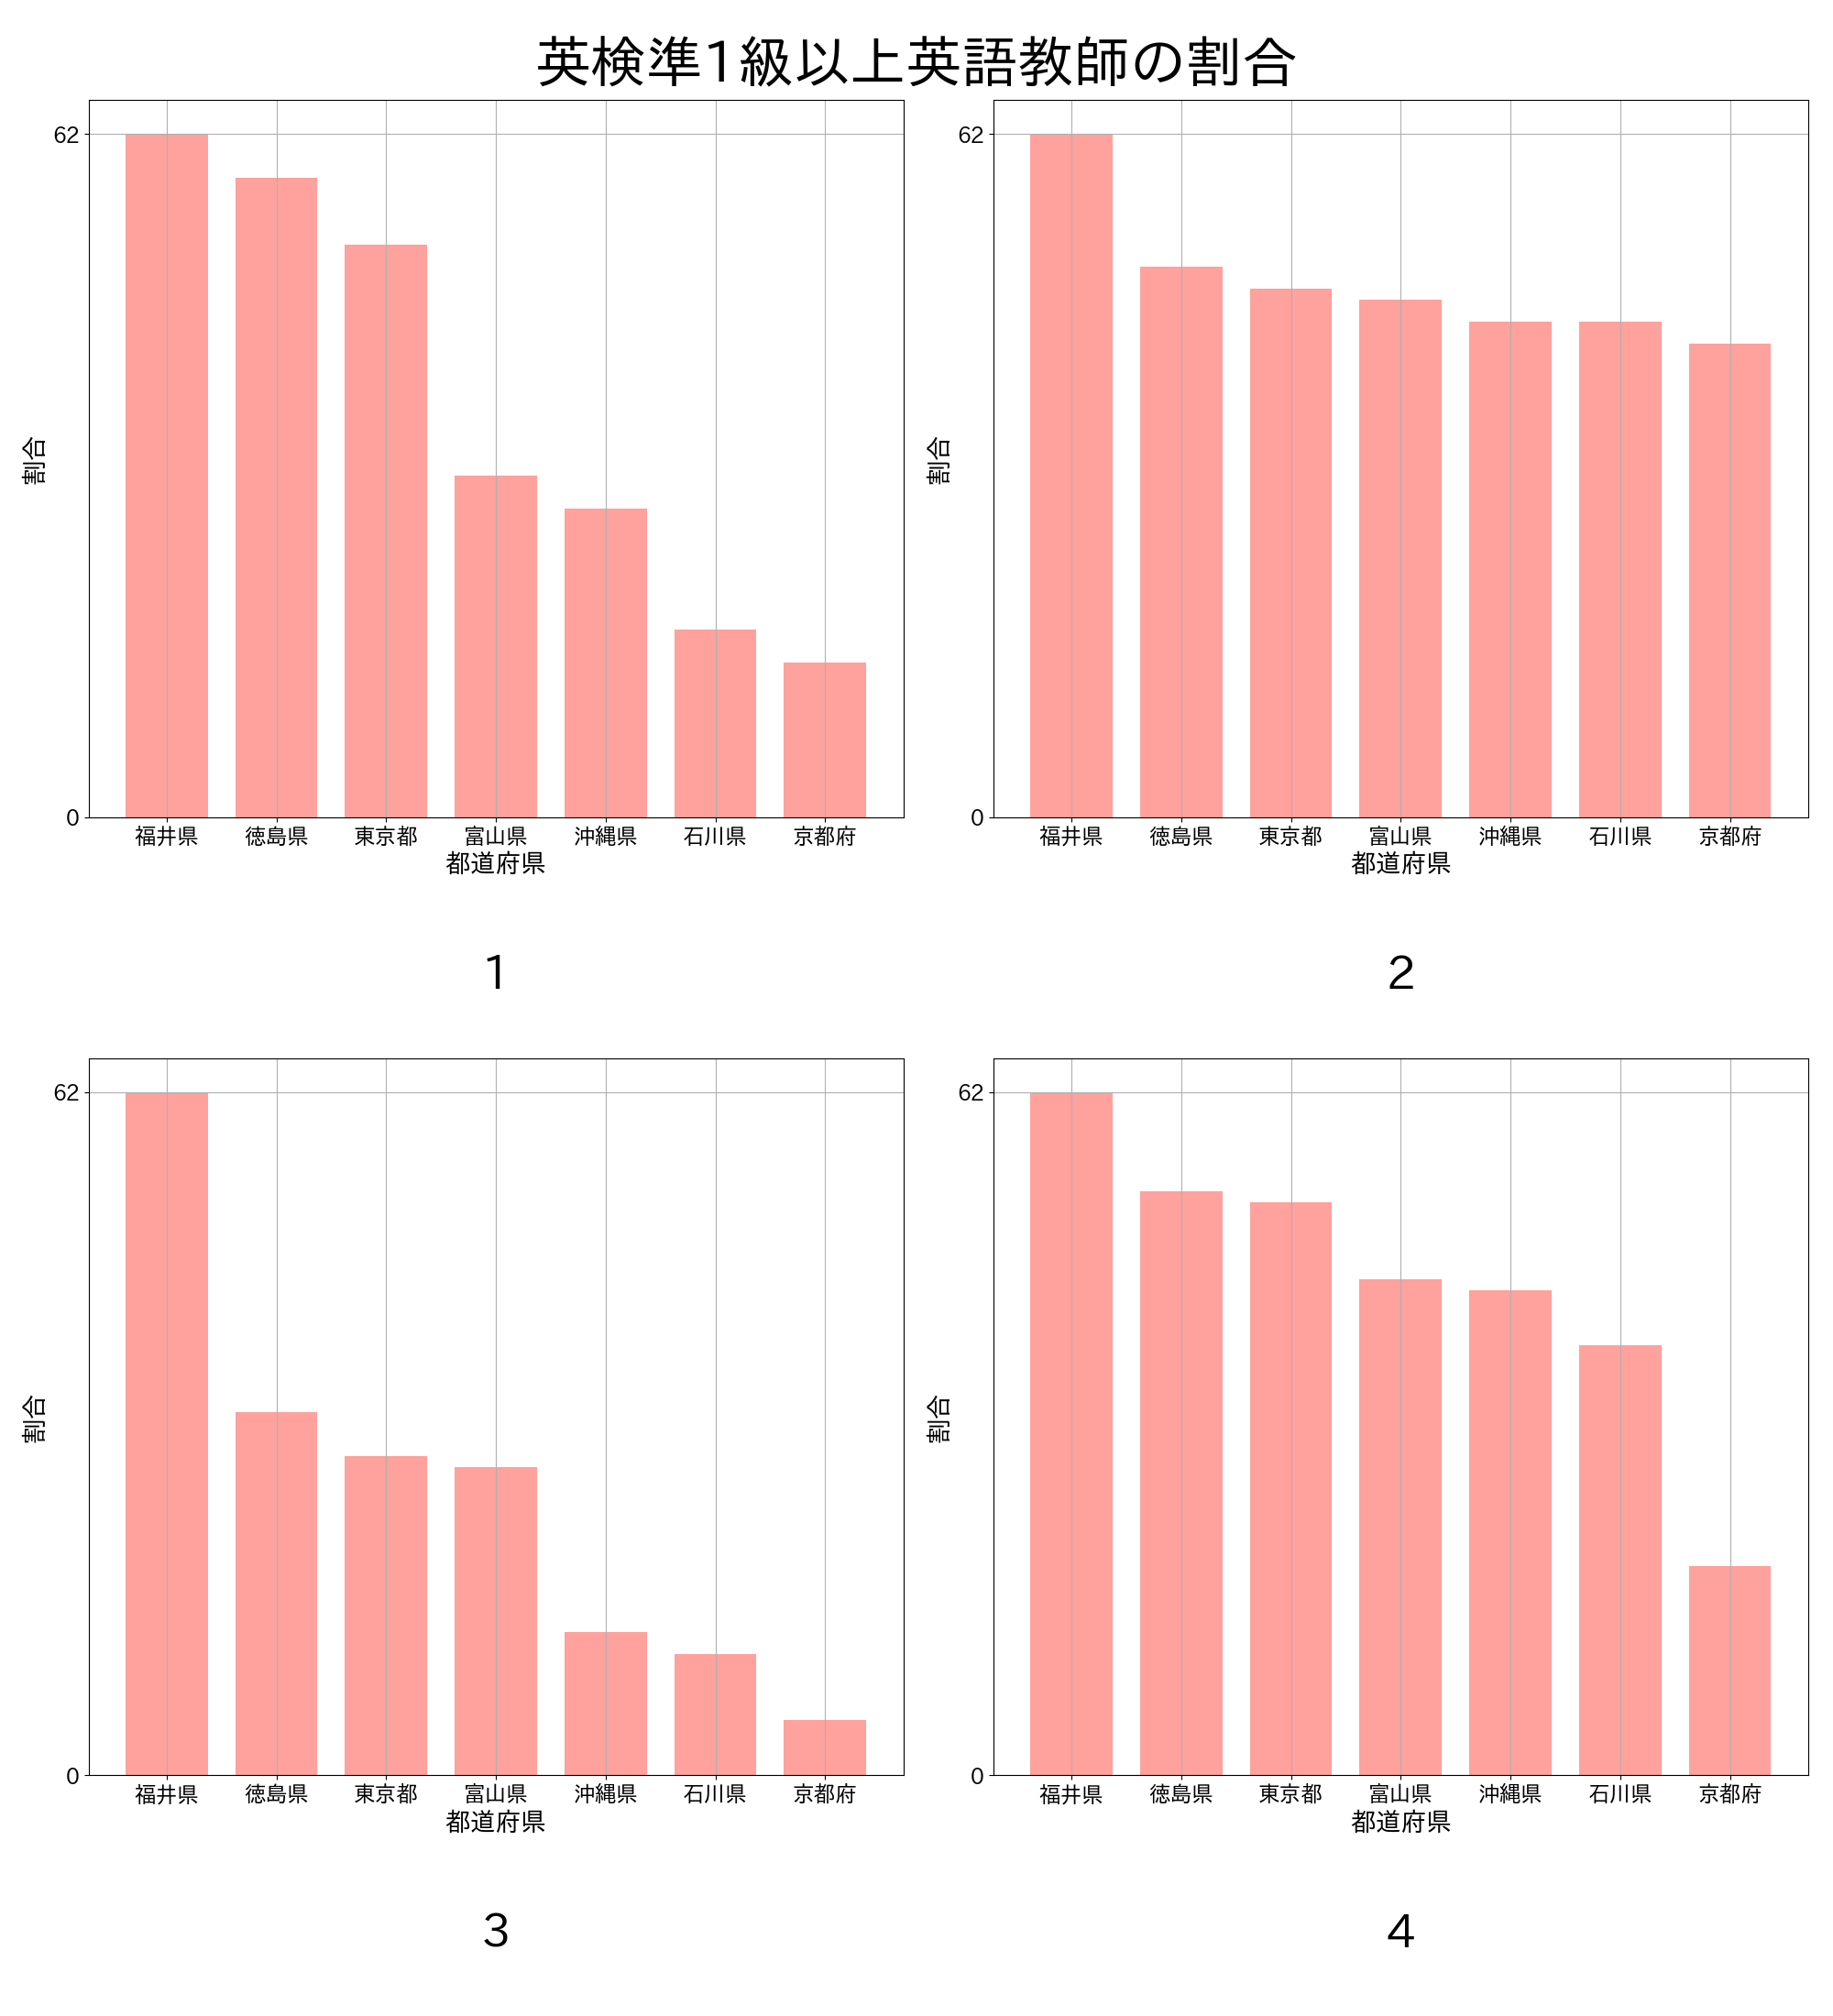 英検準1級以上英語教師の割合
62
0
割合
福井県 徳島県 東京都 富山県 沖縄県 石川県 京都府
都道府県
1
62
0
割合
福井県 徳島県 東京都 富山県 沖縄県 石川県 京都府
都道府県
2
62
0
割合
福井県 徳島県 東京都 富山県 沖縄県 石川県 京都府
都道府県
3
62
0
割合
福井県 徳島県 東京都 富山県 沖縄県 石川県 京都府
都道府県
4